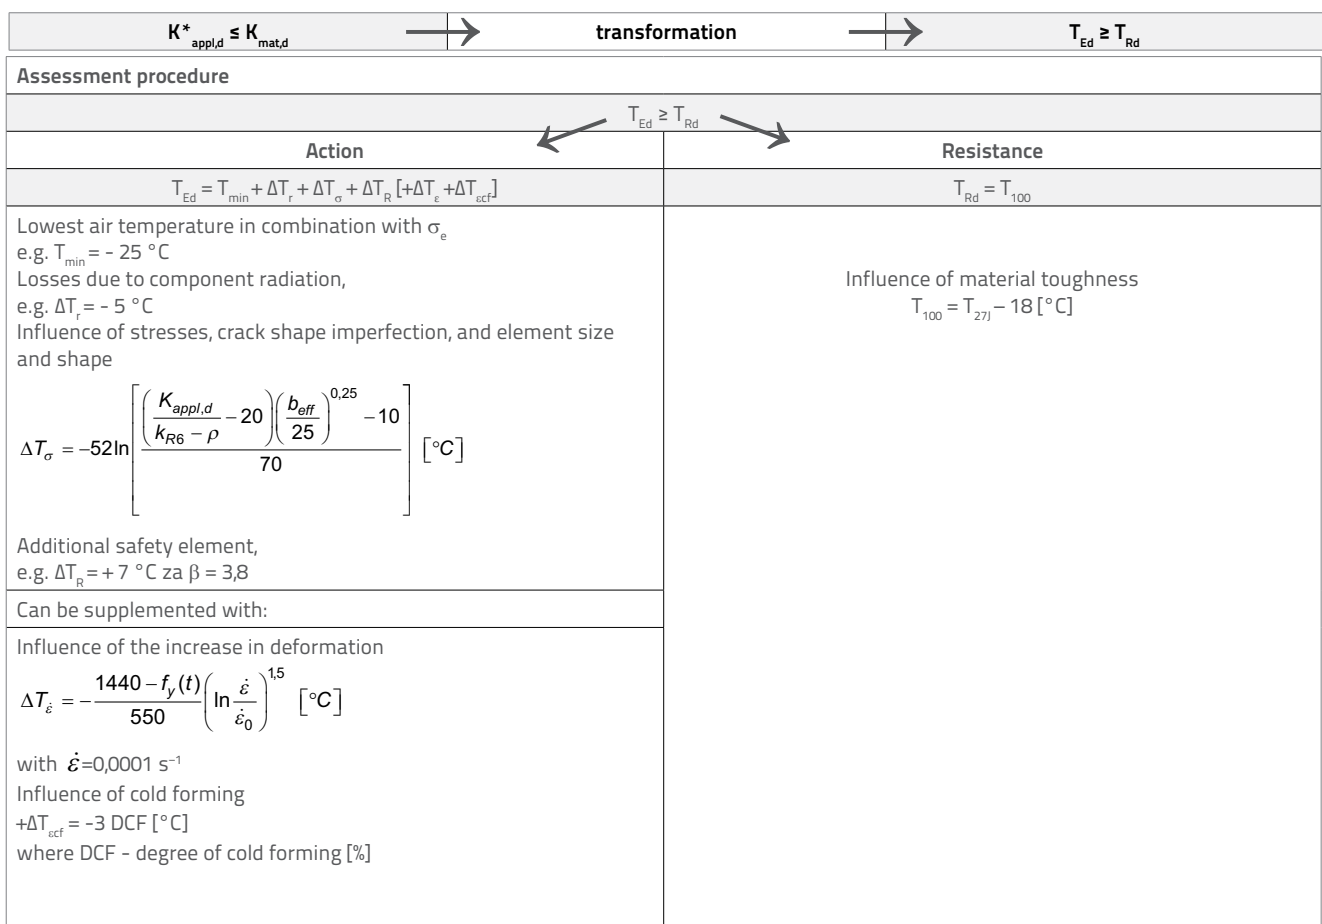 K*appl,d ≤ Kmat,d → transformation → TEd ≥ TRd
Assessment procedure
TEd ≥ TRd
Action
Resistance
TEd = Tmin + ΔTr + ΔTσ + ΔTR [+ΔTε +ΔTεcf]
TRd = T100
Lowest air temperature in combination with σe
e.g. Tmin = - 25 °C
Losses due to component radiation,
e.g. ΔTr = - 5 °C
Influence of stresses, crack shape imperfection, and element size
and shape
ΔTσ = −52ln[((Kappl,d/(kR6 − ρ) − 20)(beff/25)^0,25 − 10)/70] [°C]
Additional safety element,
e.g. ΔTR = + 7 °C za β = 3,8
Can be supplemented with:
Influence of the increase in deformation
ΔTε̇ = −(1440 − fy(t))/550 (ln ε̇/ε̇0)^1,5 [°C]
with ε̇=0,0001 s⁻¹
Influence of cold forming
+ΔTεcf = -3 DCF [°C]
where DCF - degree of cold forming [%]
Influence of material toughness
T100 = T27J – 18 [°C]